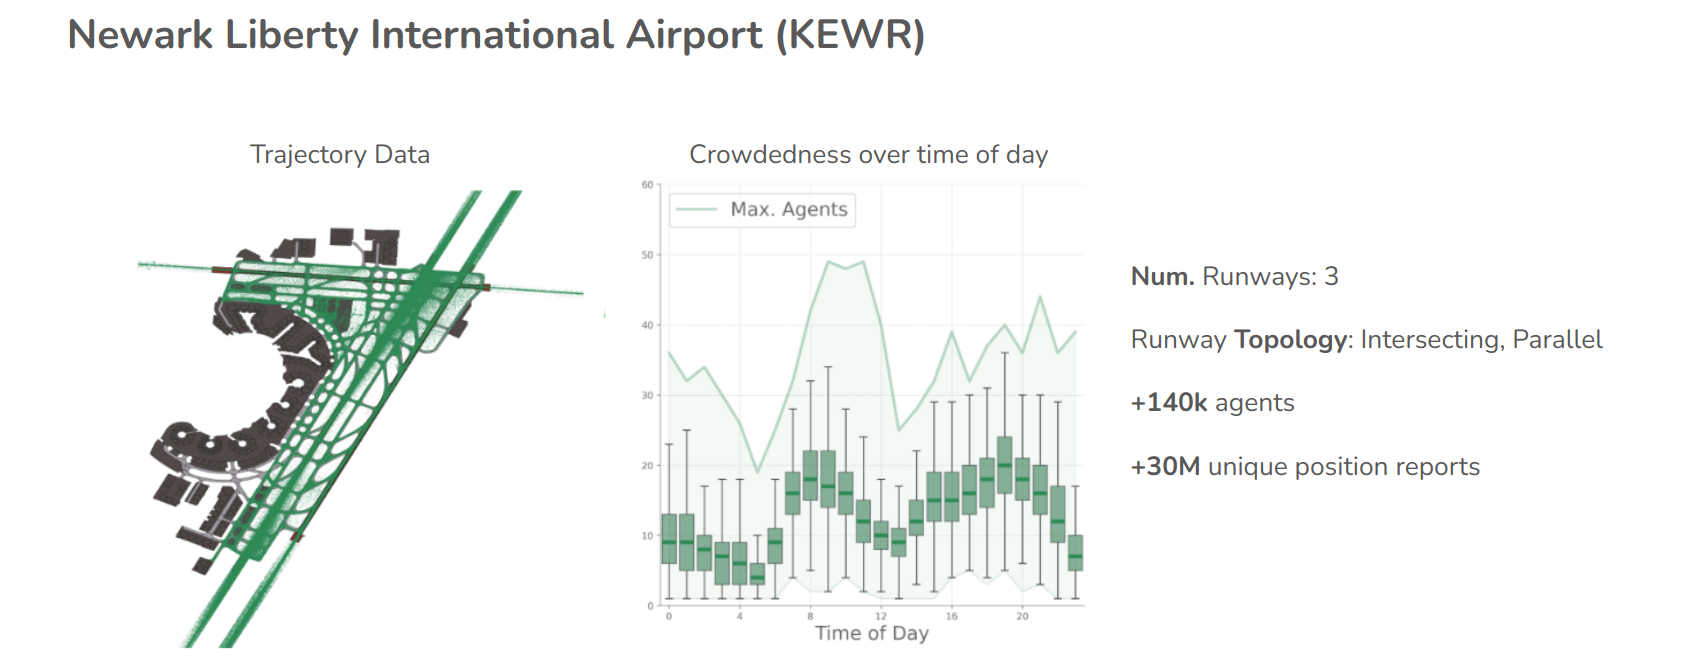 Newark Liberty International Airport (KEWR)
Trajectory Data
Crowdedness over time of day
Max. Agents
60
50
40
30
20
10
0
0 4 8 12 16 20
Time of Day
Num. Runways: 3
Runway Topology: Intersecting, Parallel
+140k agents
+30M unique position reports